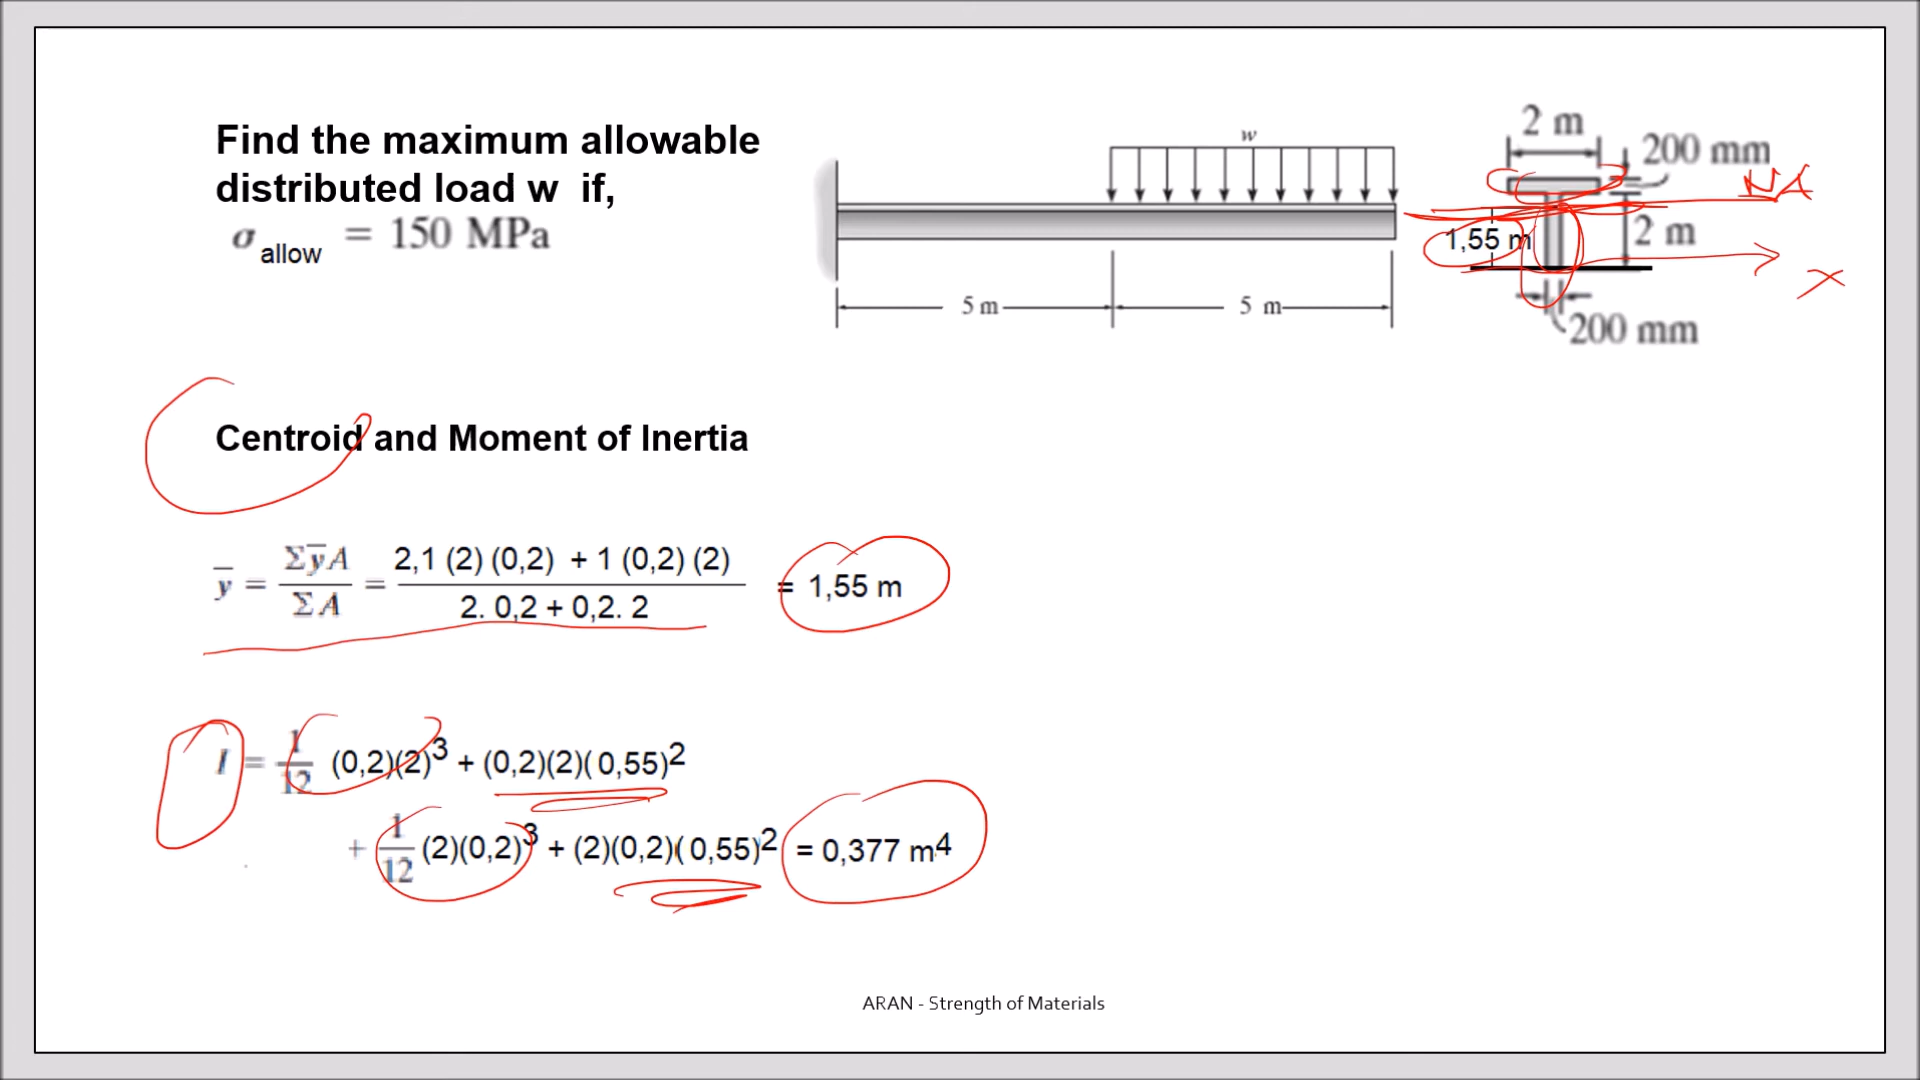 Find the maximum allowable
distributed load w if,
σ allow = 150 MPa
w
5 m
5 m
2 m
200 mm
NA
1,55 m
2 m
x
200 mm
Centroid and Moment of Inertia
y̅ = Σy̅A / ΣA = 2,1 (2) (0,2) + 1 (0,2) (2) / 2. 0,2 + 0,2. 2 = 1,55 m
I = 1/12 (0,2)(2)³ + (0,2)(2)( 0,55)²
+ 1/12 (2)(0,2)³ + (2)(0,2)( 0,55)² = 0,377 m⁴
ARAN - Strength of Materials